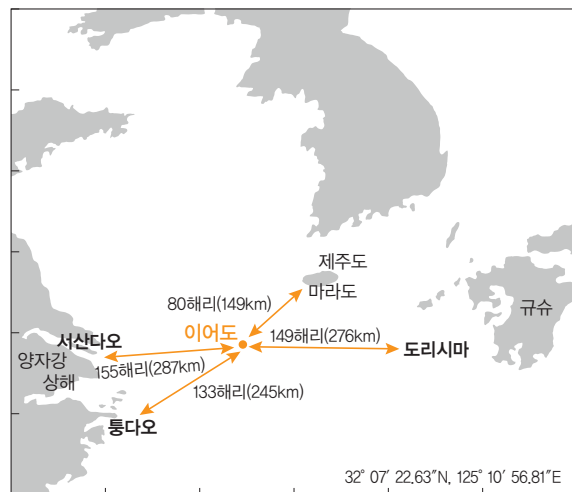 제주도
마라도
80해리(149km)
규슈
이어도
149해리(276km)
서산다오
도리시마
양자강
155해리(287km)
상해
133해리(245km)
퉁다오
32° 07′ 22.63″N, 125° 10′ 56.81″E